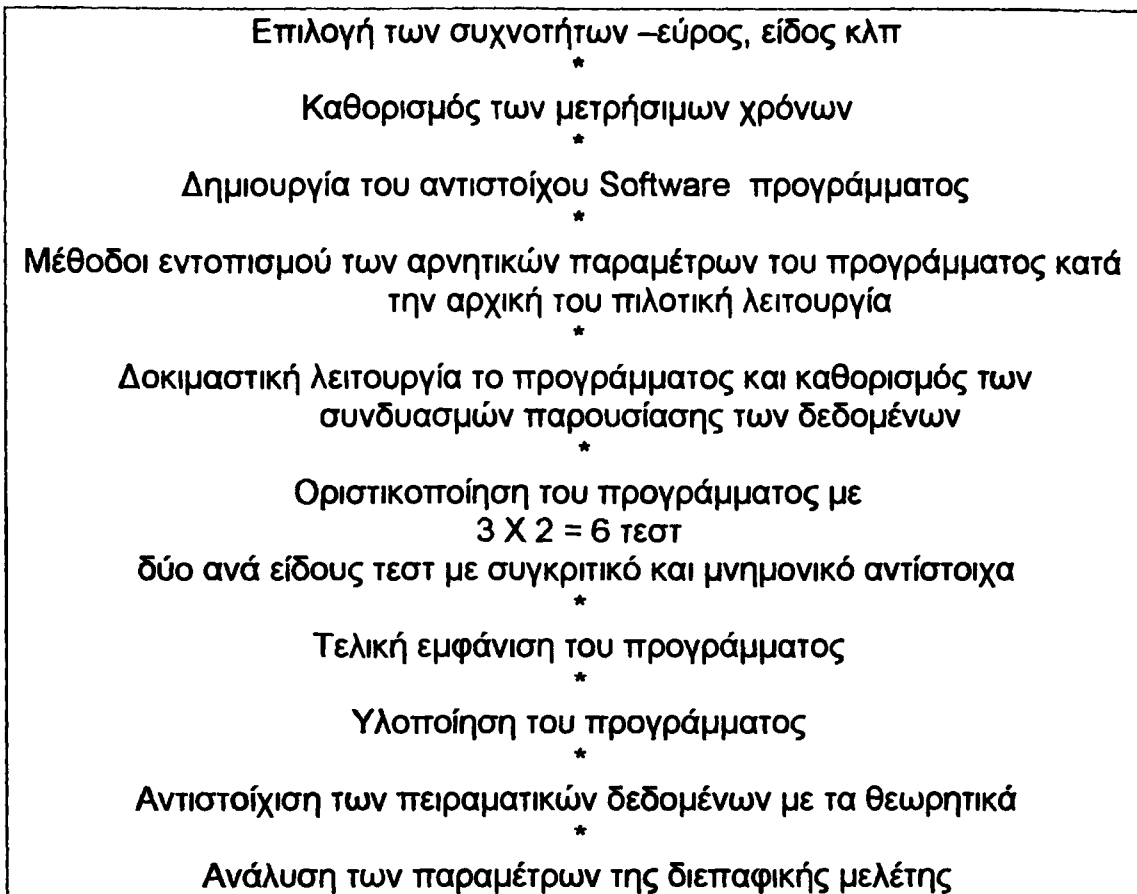 Επιλογή των συχνοτήτων –εύρος, είδος κλπ
*
Καθορισμός των μετρήσιμων χρόνων
*
Δημιουργία του αντιστοίχου Software προγράμματος
*
Μέθοδοι εντοπισμού των αρνητικών παραμέτρων του προγράμματος κατά
την αρχική του πιλοτική λειτουργία
*
Δοκιμαστική λειτουργία το προγράμματος και καθορισμός των
συνδυασμών παρουσίασης των δεδομένων
*
Οριστικοποίηση του προγράμματος με
3 Χ 2 = 6 τεστ
δύο ανά είδους τεστ με συγκριτικό και μνημονικό αντίστοιχα
*
Τελική εμφάνιση του προγράμματος
*
Υλοποίηση του προγράμματος
*
Αντιστοίχιση των πειραματικών δεδομένων με τα θεωρητικά
*
Ανάλυση των παραμέτρων της διεπαφικής μελέτης